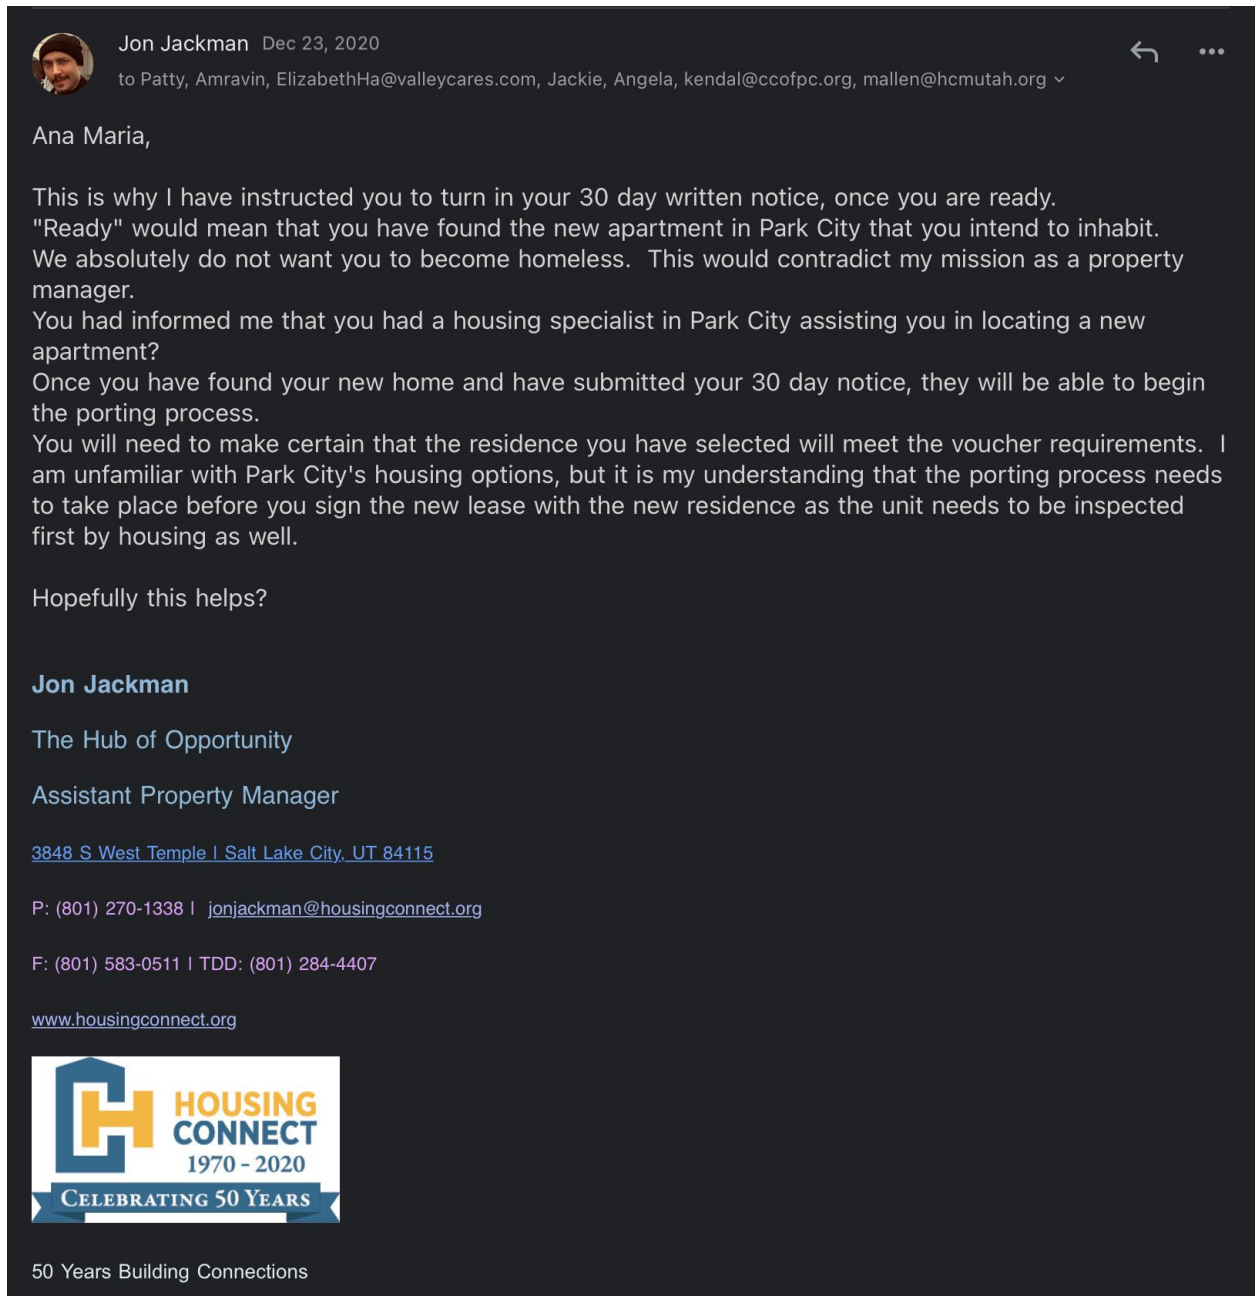 Jon Jackman Dec 23, 2020
to Patty, Amravin, ElizabethHa@valleycares.com, Jackie, Angela, kendal@ccofpc.org, mallen@hcmutah.org
Ana Maria,
This is why I have instructed you to turn in your 30 day written notice, once you are ready.
"Ready" would mean that you have found the new apartment in Park City that you intend to inhabit.
We absolutely do not want you to become homeless.  This would contradict my mission as a property
manager.
You had informed me that you had a housing specialist in Park City assisting you in locating a new
apartment?
Once you have found your new home and have submitted your 30 day notice, they will be able to begin
the porting process.
You will need to make certain that the residence you have selected will meet the voucher requirements.  I
am unfamiliar with Park City's housing options, but it is my understanding that the porting process needs
to take place before you sign the new lease with the new residence as the unit needs to be inspected
first by housing as well.
Hopefully this helps?
Jon Jackman
The Hub of Opportunity
Assistant Property Manager
3848 S West Temple | Salt Lake City, UT 84115
P: (801) 270-1338 | jonjackman@housingconnect.org
F: (801) 583-0511 | TDD: (801) 284-4407
www.housingconnect.org
HOUSING
CONNECT
1970 - 2020
CELEBRATING 50 YEARS
50 Years Building Connections